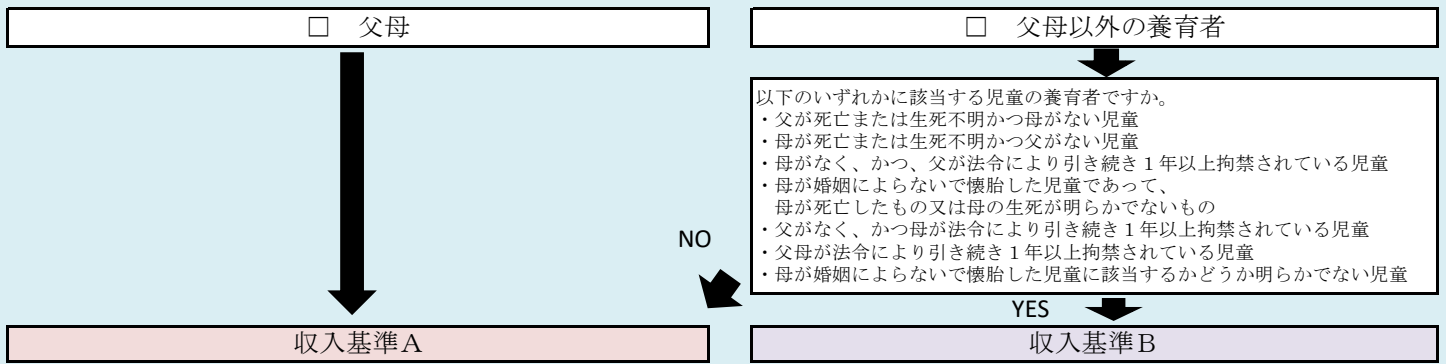 □　父母
□　父母以外の養育者
以下のいずれかに該当する児童の養育者ですか。
・父が死亡または生死不明かつ母がない児童
・母が死亡または生死不明かつ父がない児童
・母がなく、かつ、父が法令により引き続き１年以上拘禁されている児童
・母が婚姻によらないで懐胎した児童であって、
母が死亡したもの又は母の生死が明らかでないもの
・父がなく、かつ母が法令により引き続き１年以上拘禁されている児童
・父母が法令により引き続き１年以上拘禁されている児童
・母が婚姻によらないで懐胎した児童に該当するかどうか明らかでない児童
NO
YES
収入基準Ａ
収入基準Ｂ